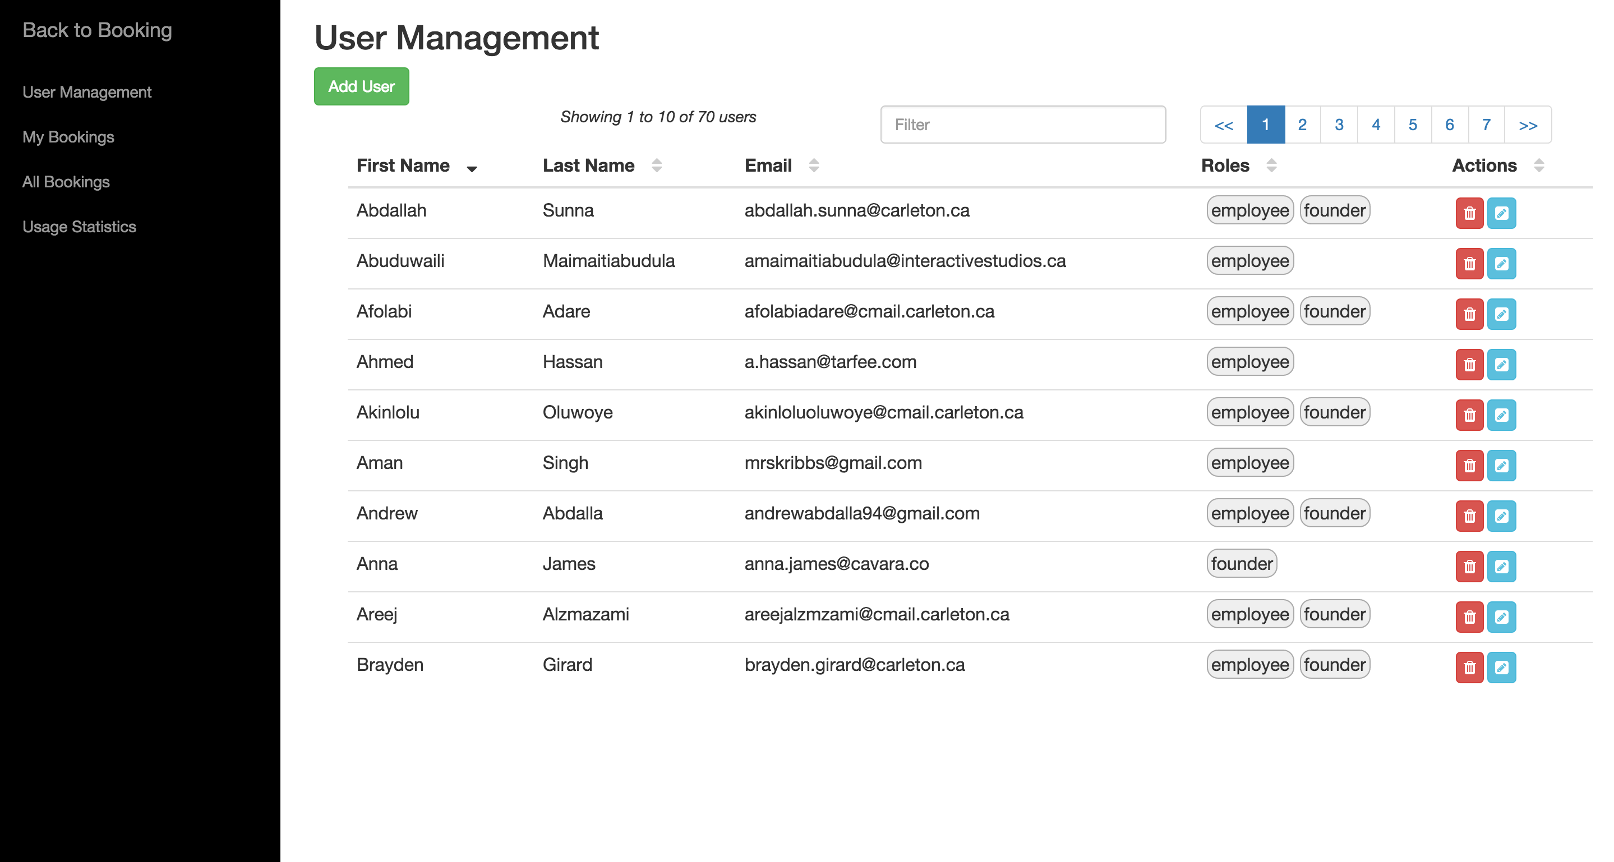 Back to Booking
User Management
My Bookings
All Bookings
Usage Statistics
User Management
Add User
Showing 1 to 10 of 70 users
Filter
<< 1 2 3 4 5 6 7 >>
First Name Last Name Email Roles Actions
Abdallah Sunna abdallah.sunna@carleton.ca employee founder
Abuduwaili Maimaitiabudula amaimaitiabudula@interactivestudios.ca employee
Afolabi Adare afolabiadare@cmail.carleton.ca employee founder
Ahmed Hassan a.hassan@tarfee.com employee
Akinlolu Oluwoye akinloluoluwoye@cmail.carleton.ca employee founder
Aman Singh mrskribbs@gmail.com employee
Andrew Abdalla andrewabdalla94@gmail.com employee founder
Anna James anna.james@cavara.co founder
Areej Alzmazami areejalzmzami@cmail.carleton.ca employee founder
Brayden Girard brayden.girard@carleton.ca employee founder